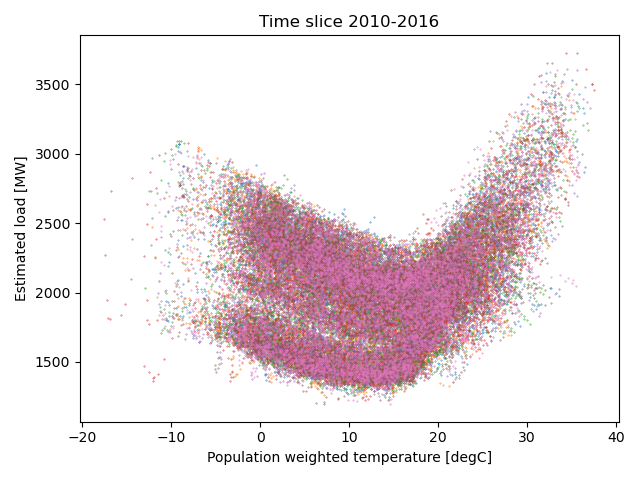 Time slice 2010-2016
Estimated load [MW]
3500
3000
2500
2000
1500
−20 −10 0 10 20 30 40
Population weighted temperature [degC]